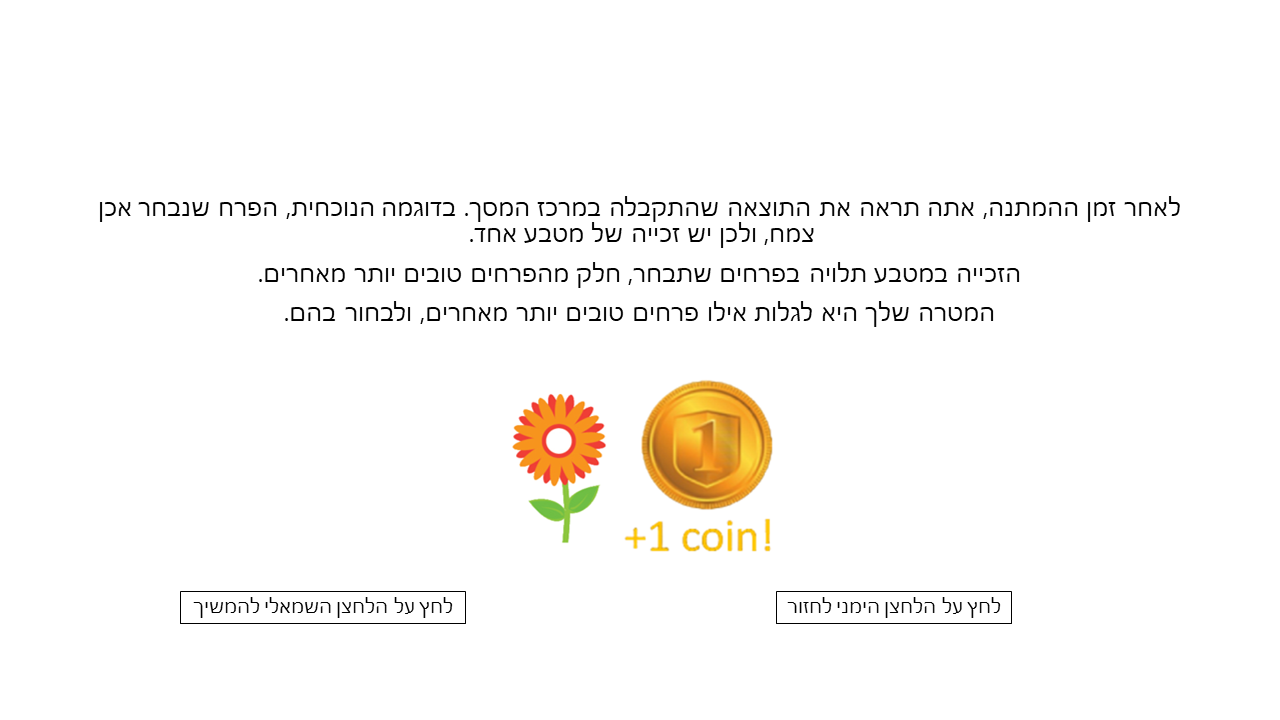 לאחר זמן ההמתנה, אתה תראה את התוצאה שהתקבלה במרכז המסך. בדוגמה הנוכחית, הפרח שנבחר אכן
צמח, ולכן יש זכייה של מטבע אחד.
הזכייה במטבע תלויה בפרחים שתבחר, חלק מהפרחים טובים יותר מאחרים.
המטרה שלך היא לגלות אילו פרחים טובים יותר מאחרים, ולבחור בהם.
1
+1 coin!
לחץ על הלחצן הימני לחזור
לחץ על הלחצן השמאלי להמשיך